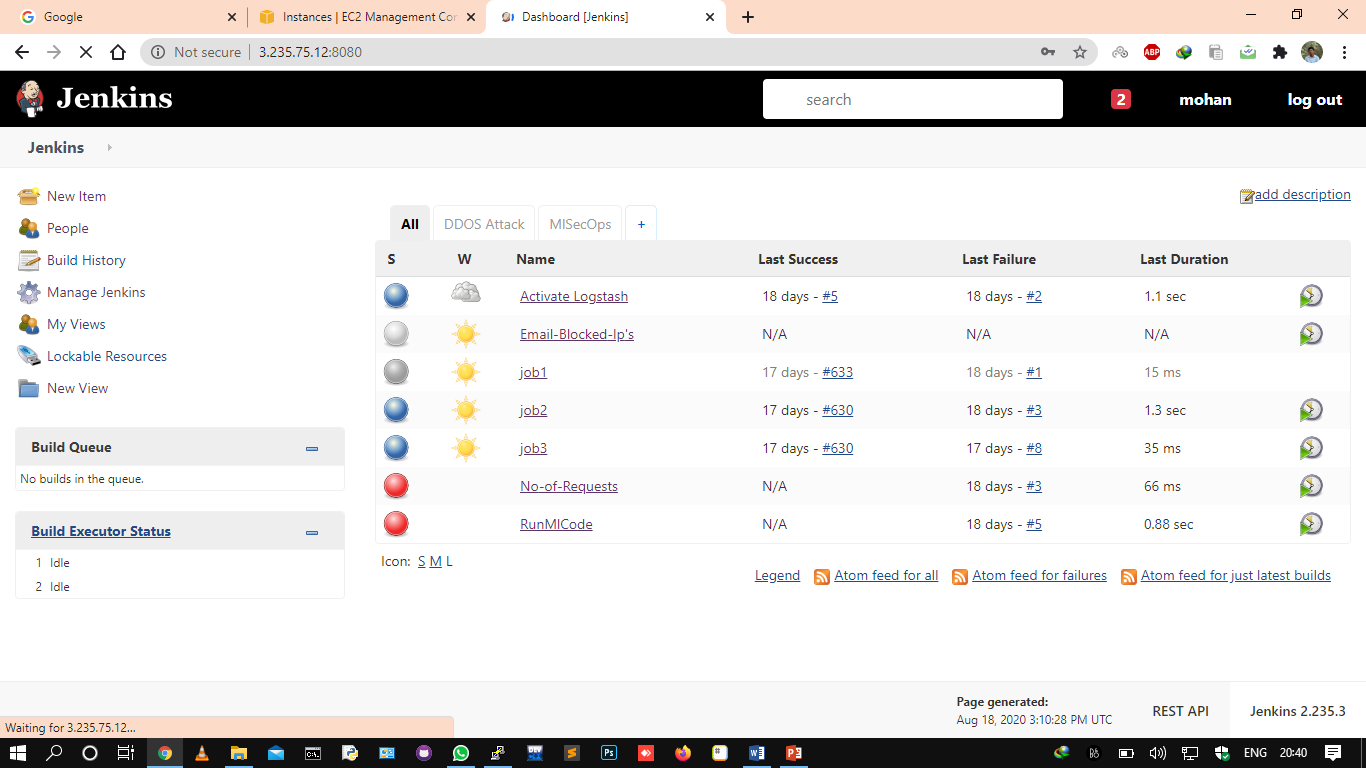 Google
Instances | EC2 Management Con
Dashboard [Jenkins]
Not secure
3.235.75.12:8080
ABP
Jenkins
search
2
mohan
log out
Jenkins
New Item
People
Build History
Manage Jenkins
My Views
Lockable Resources
New View
Build Queue
No builds in the queue.
Build Executor Status
1 Idle
2 Idle
add description
All
DDOS Attack
MlSecOps
+
S W Name Last Success Last Failure Last Duration
Activate Logstash 18 days - #5 18 days - #2 1.1 sec
Email-Blocked-Ip's N/A N/A N/A
job1 17 days - #633 18 days - #1 15 ms
job2 17 days - #630 18 days - #3 1.3 sec
job3 17 days - #630 17 days - #8 35 ms
No-of-Requests N/A 18 days - #3 66 ms
RunMlCode N/A 18 days - #5 0.88 sec
Icon: S M L
Legend Atom feed for all Atom feed for failures Atom feed for just latest builds
Page generated:
Aug 18, 2020 3:10:28 PM UTC
REST API
Jenkins 2.235.3
Waiting for 3.235.75.12...
Ps
ENG
20:40